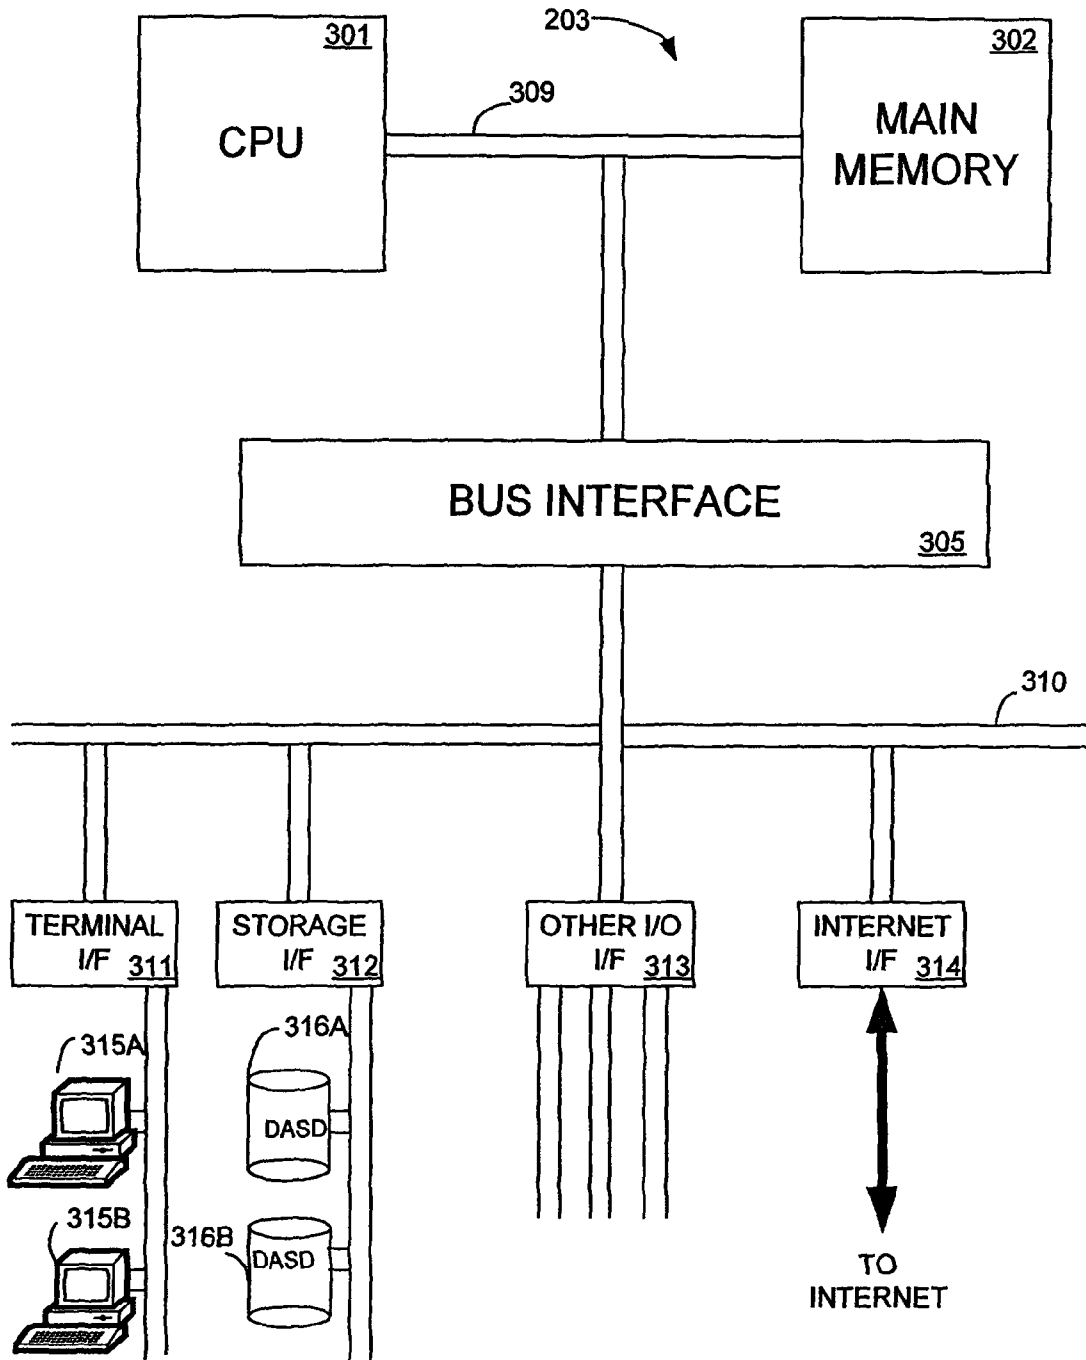 301
CPU
203
302
MAIN
MEMORY
309
BUS INTERFACE
305
310
TERMINAL
I/F 311
STORAGE
I/F 312
OTHER I/O
I/F 313
INTERNET
I/F 314
315A
316A
DASD
315B
316B
DASD
TO
INTERNET